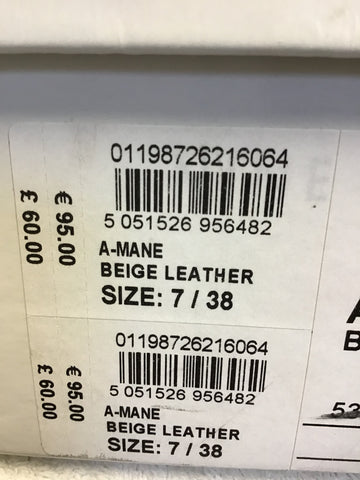 01198726216064
5 051526 956482
A-MANE
BEIGE LEATHER
SIZE: 7 / 38
€ 95.00
£ 60.00
01198726216064
5 051526 956482
A-MANE
BEIGE LEATHER
SIZE: 7 / 38
€ 95.00
£ 60.00
A
B
53